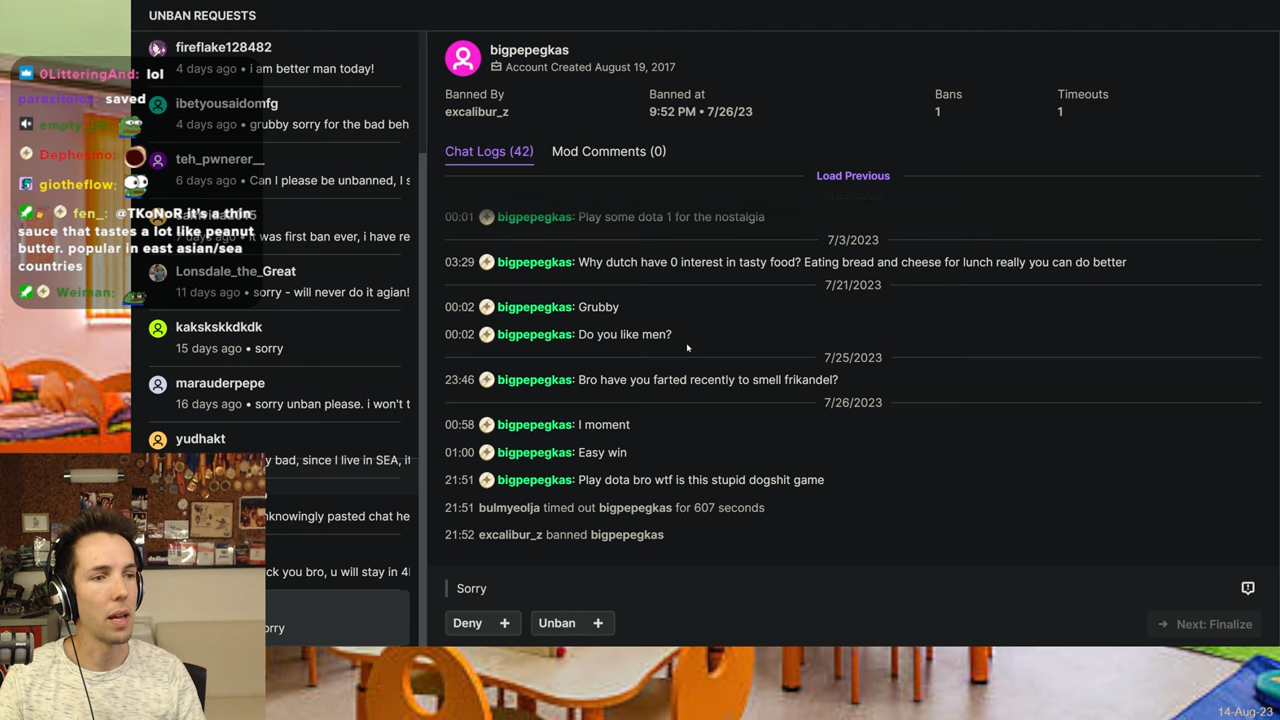 UNBAN REQUESTS
fireflake128482
4 days ago • i am better man today!
ibetyousaidomfg
4 days ago • grubby sorry for the bad beh
teh_pwnerer__
6 days ago • Can I please be unbanned, I s
7 days ago • it was first ban ever, i have re
Lonsdale_the_Great
11 days ago • sorry - will never do it agian!
kakskskkdkdk
15 days ago • sorry
marauderpepe
16 days ago • sorry unban please. i won't t
yudhakt
y bad, since I live in SEA, it
nknowingly pasted chat he
ck you bro, u will stay in 4
orry
0LitteringAnd: lol
parazitelex: saved
empty_jkt:
Dephesmo:
giotheflow:
fen_: @TKoNoR it's a thin
sauce that tastes a lot like peanut
butter. popular in east asian/sea
countries
Weiman:
bigpepegkas
Account Created August 19, 2017
Banned By Banned at Bans Timeouts
excalibur_z 9:52 PM • 7/26/23 1 1
Chat Logs (42) Mod Comments (0)
Load Previous
00:01 bigpepegkas: Play some dota 1 for the nostalgia
7/3/2023
03:29 bigpepegkas: Why dutch have 0 interest in tasty food? Eating bread and cheese for lunch really you can do better
7/21/2023
00:02 bigpepegkas: Grubby
00:02 bigpepegkas: Do you like men?
7/25/2023
23:46 bigpepegkas: Bro have you farted recently to smell frikandel?
7/26/2023
00:58 bigpepegkas: I moment
01:00 bigpepegkas: Easy win
21:51 bigpepegkas: Play dota bro wtf is this stupid dogshit game
21:51 bulmyeolja timed out bigpepegkas for 607 seconds
21:52 excalibur_z banned bigpepegkas
Sorry
Deny + Unban +
Next: Finalize
14-Aug-23